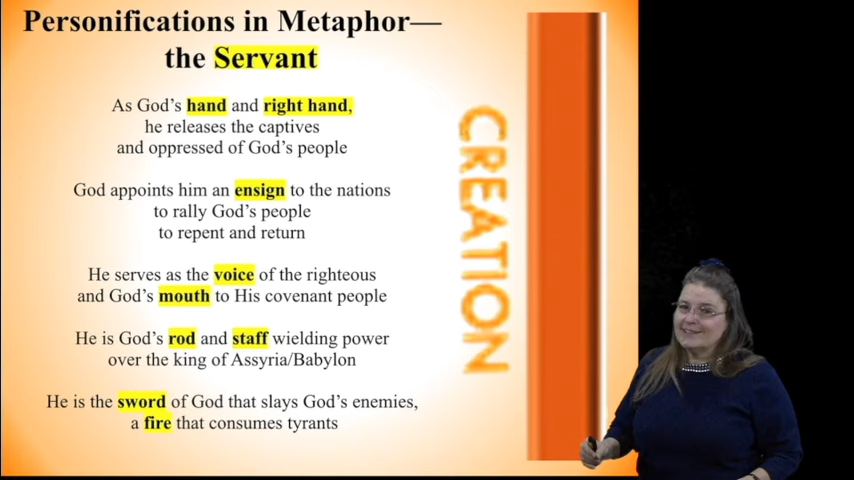 Personifications in Metaphor—
the Servant
As God's hand and right hand,
he releases the captives
and oppressed of God's people
God appoints him an ensign to the nations
to rally God's people
to repent and return
He serves as the voice of the righteous
and God's mouth to His covenant people
He is God's rod and staff wielding power
over the king of Assyria/Babylon
He is the sword of God that slays God's enemies,
a fire that consumes tyrants
CREATION